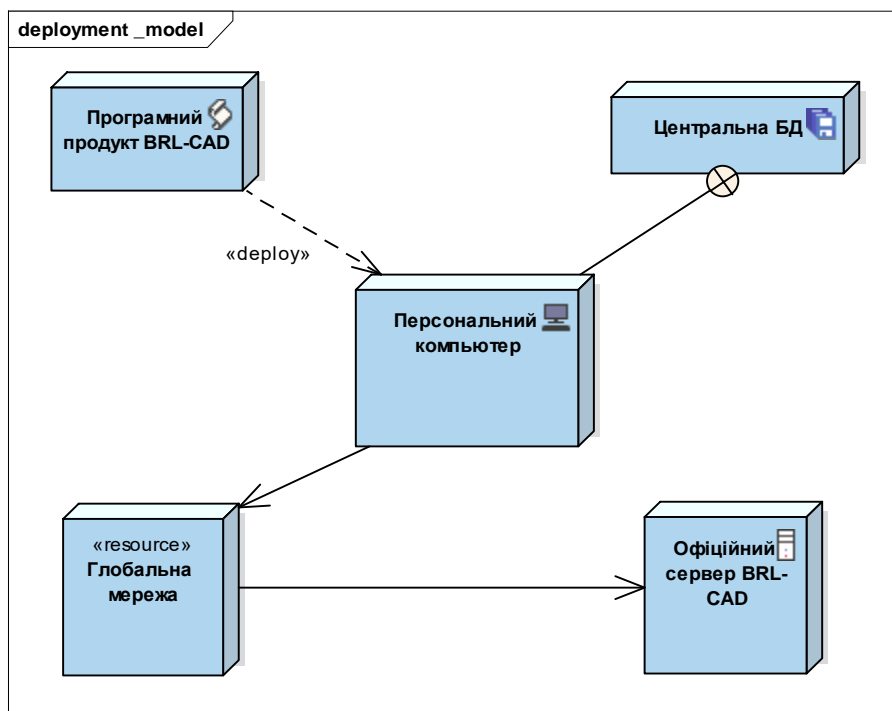 deployment _model
Програмний
продукт BRL-CAD
Центральна БД
«deploy»
Персональний
компьютер
«resource»
Глобальна
мережа
Офіційний
сервер BRL-
CAD